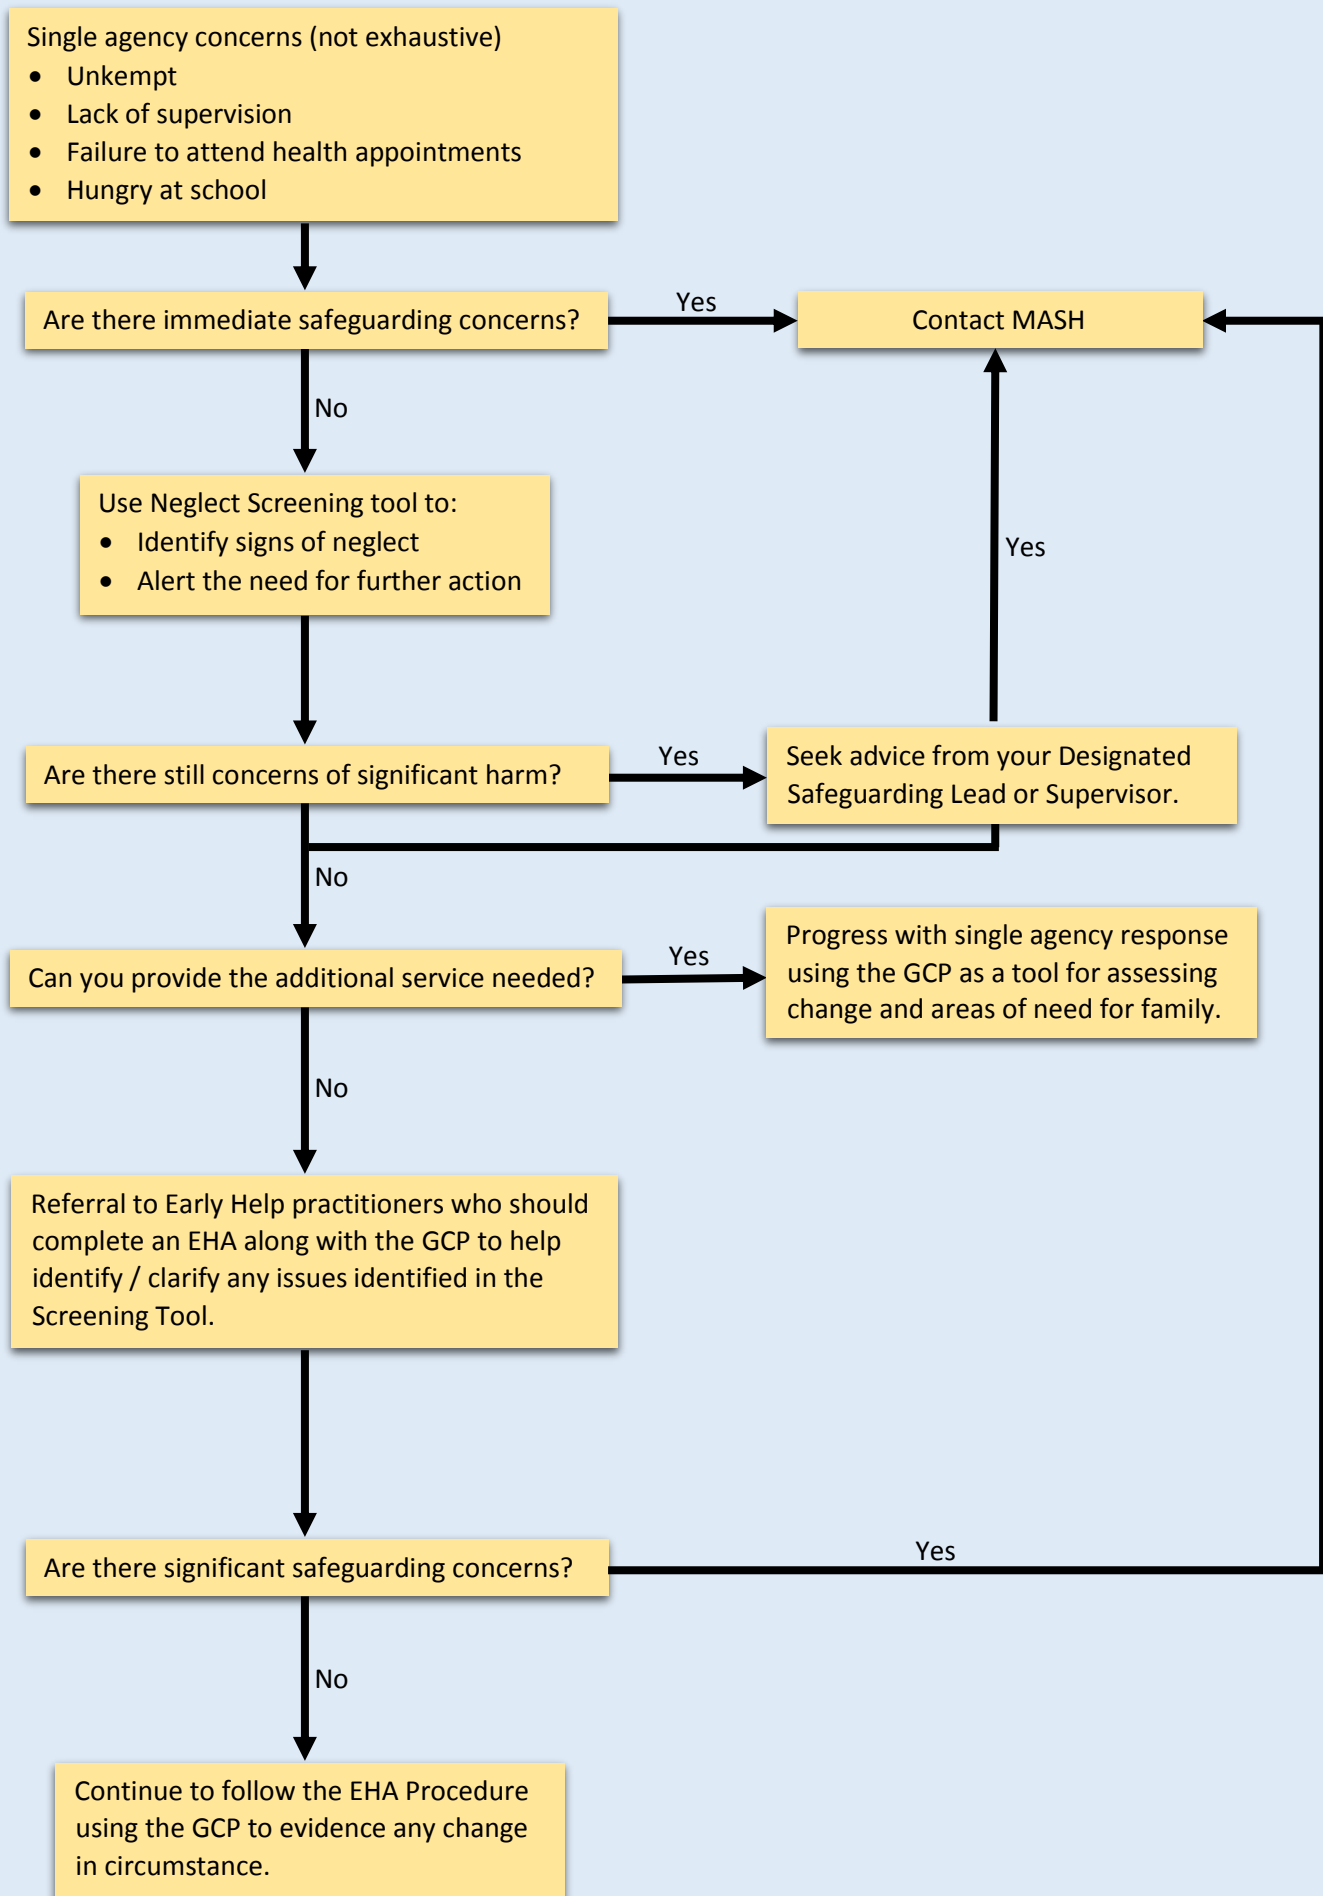 Single agency concerns (not exhaustive)
• Unkempt
• Lack of supervision
• Failure to attend health appointments
• Hungry at school
Are there immediate safeguarding concerns?
Yes
Contact MASH
No
Use Neglect Screening tool to:
• Identify signs of neglect
• Alert the need for further action
Yes
Are there still concerns of significant harm?
Yes
Seek advice from your Designated
Safeguarding Lead or Supervisor.
No
Can you provide the additional service needed?
Yes
Progress with single agency response
using the GCP as a tool for assessing
change and areas of need for family.
No
Referral to Early Help practitioners who should
complete an EHA along with the GCP to help
identify / clarify any issues identified in the
Screening Tool.
Are there significant safeguarding concerns?
Yes
No
Continue to follow the EHA Procedure
using the GCP to evidence any change
in circumstance.